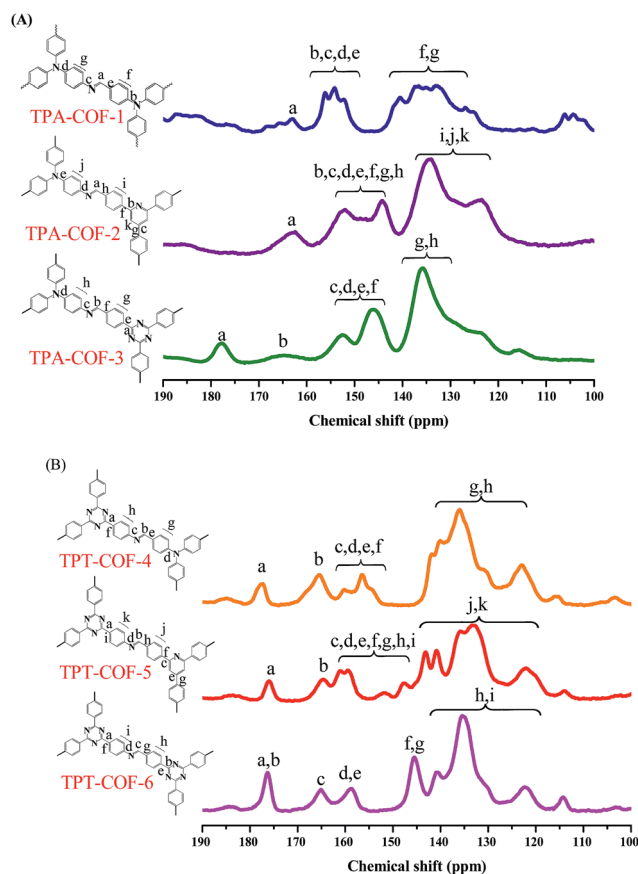 (A)
b,c,d,e
f,g
a
TPA-COF-1
N d g c N a e f b N
b,c,d,e,f,g,h
i,j,k
a
TPA-COF-2
N e j d N a h i f b N k g c
c,d,e,f
g,h
a
b
TPA-COF-3
N d h c N b f g e a N N N
190 180 170 160 150 140 130 120 110 100
Chemical shift (ppm)
(B)
g,h
c,d,e,f
a
b
TPT-COF-4
N N N a f h c N b e g d N
j,k
c,d,e,f,g,h,i
a
b
TPT-COF-5
N N N a i k d N b h j f c N e g
h,i
f,g
a,b
c
d,e
TPT-COF-6
N N N a f i d N c g h e b N N N
190 180 170 160 150 140 130 120 110 100
Chemical shift (ppm)